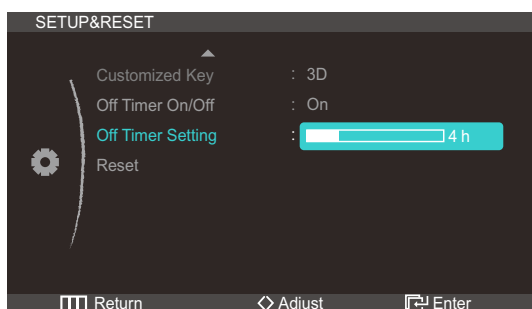 SETUP&RESET
Customized Key : 3D
Off Timer On/Off : On
Off Timer Setting : 4 h
Reset
Return Adjust Enter